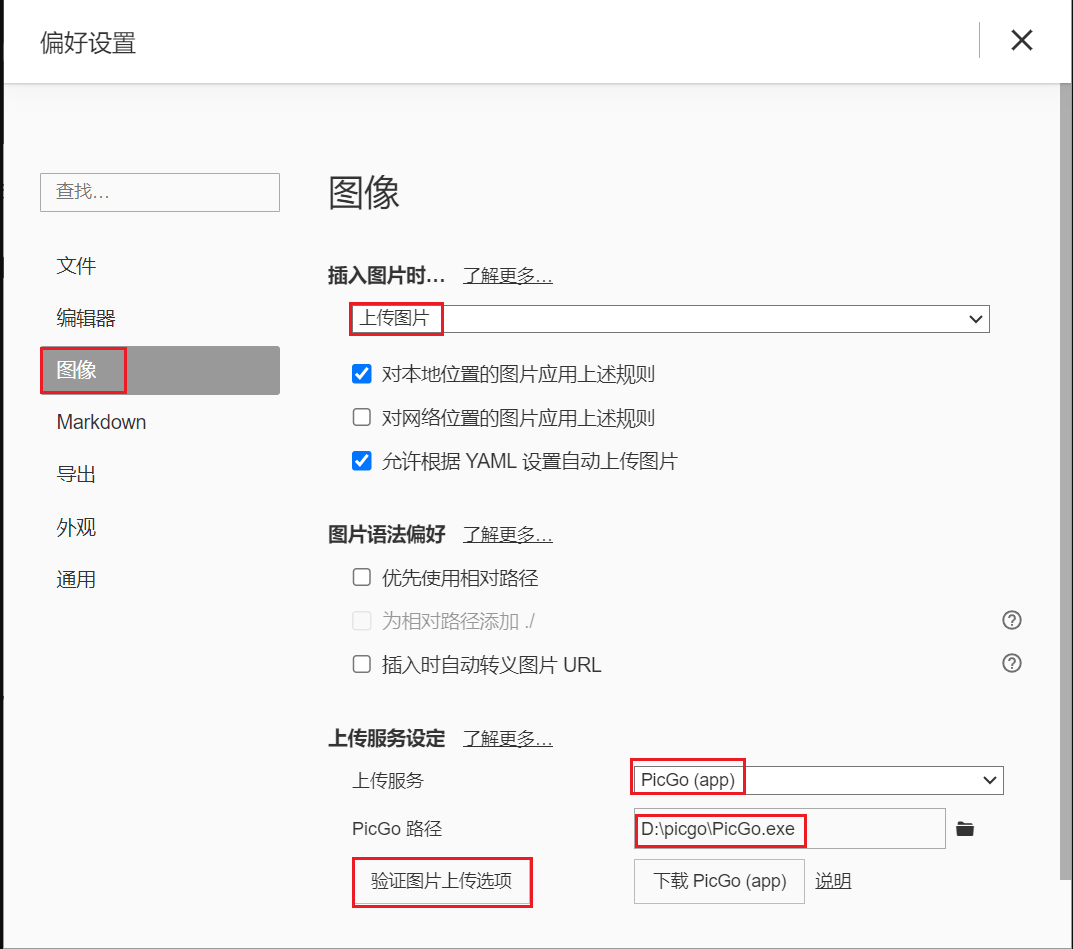 偏好设置
查找…
文件
编辑器
图像
Markdown
导出
外观
通用
图像
插入图片时… 了解更多…
上传图片
对本地位置的图片应用上述规则
对网络位置的图片应用上述规则
允许根据 YAML 设置自动上传图片
图片语法偏好 了解更多…
优先使用相对路径
为相对路径添加 ./
插入时自动转义图片 URL
上传服务设定 了解更多…
上传服务 PicGo (app)
PicGo 路径 D:\picgo\PicGo.exe
验证图片上传选项 下载 PicGo (app) 说明